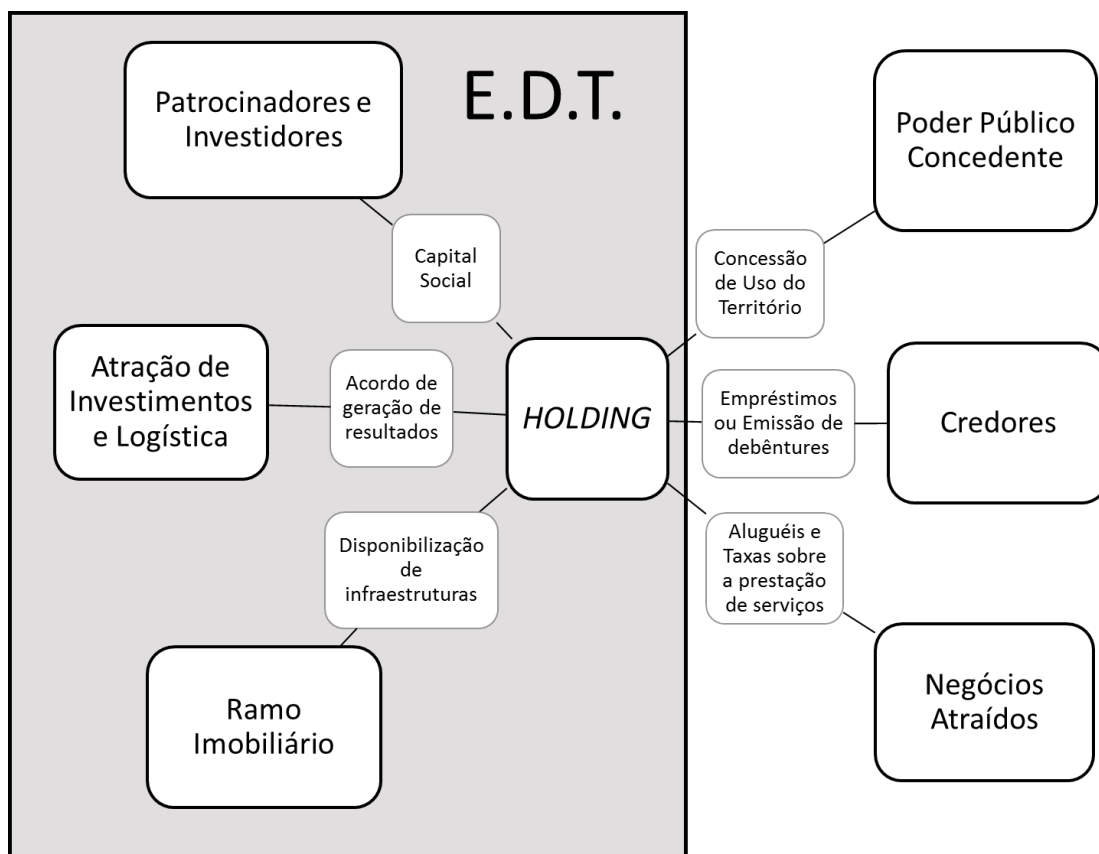 E.D.T.
Patrocinadores e
Investidores
Capital
Social
Atração de
Investimentos
e Logística
Acordo de
geração de
resultados
HOLDING
Disponibilização
de
infraestruturas
Ramo
Imobiliário
Poder Público
Concedente
Concessão
de Uso do
Território
Empréstimos
ou Emissão de
debêntures
Credores
Aluguéis e
Taxas sobre
a prestação
de serviços
Negócios
Atraídos